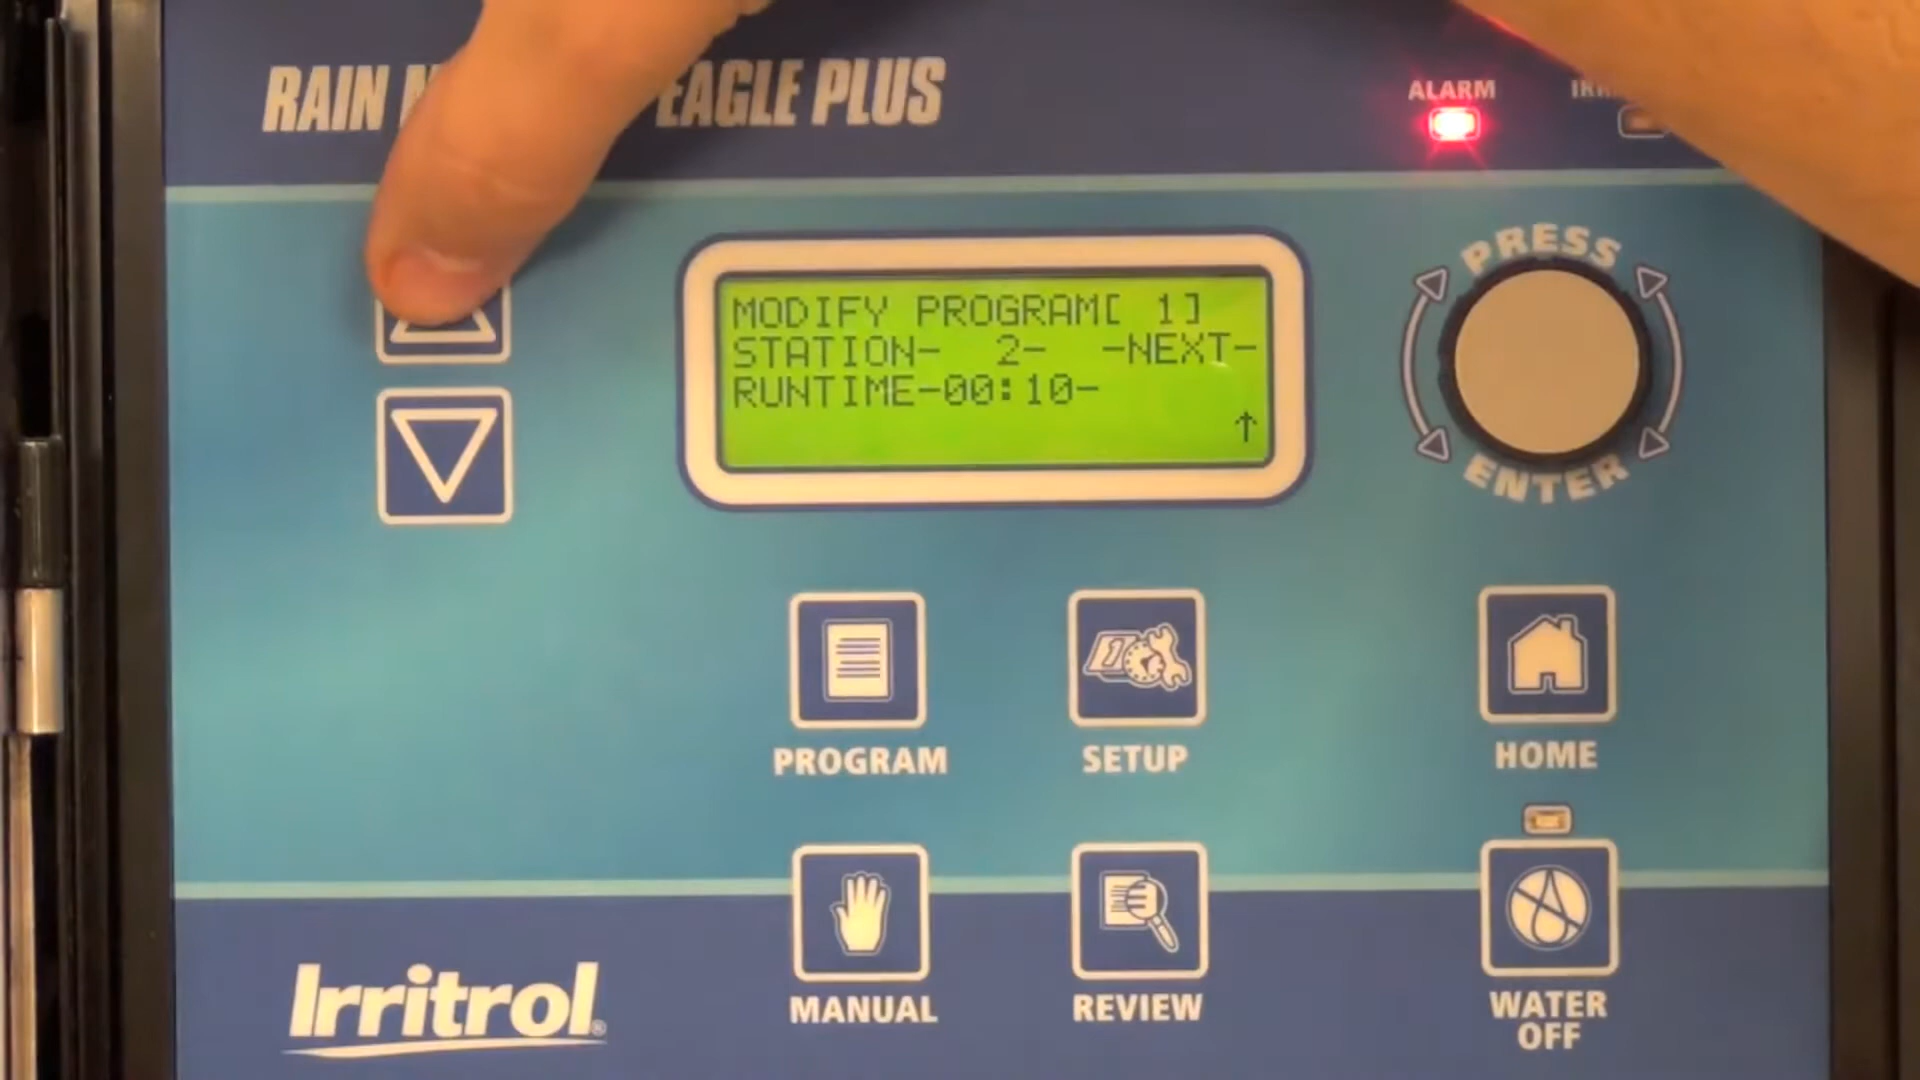 RAIN EAGLE PLUS
ALARM
PRESS
MODIFY PROGRAM[ 1]
STATION- 2- -NEXT-
RUNTIME-00:10-
↑
ENTER
PROGRAM
SETUP
HOME
MANUAL
REVIEW
WATER
OFF
Irritrol®